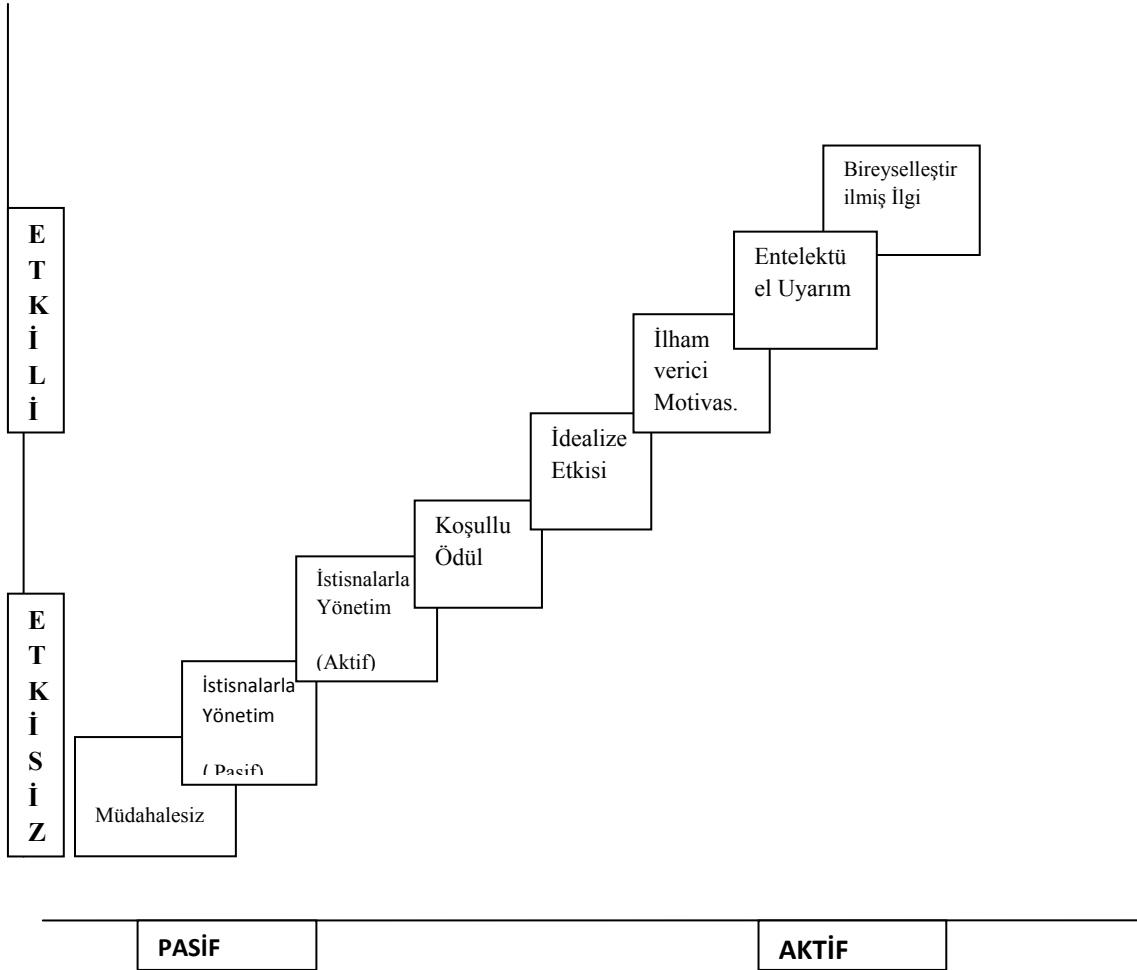 Bireyselleştir
ilmiş İlgi
E
T
K
İ
L
İ
Entelektü
el Uyarım
İlham
verici
Motivas.
İdealize
Etkisi
Koşullu
Ödül
İstisnalarla
Yönetim
(Aktif)
E
T
K
İ
S
İ
Z
İstisnalarla
Yönetim
( Pasif)
Müdahalesiz
PASİF
AKTİF